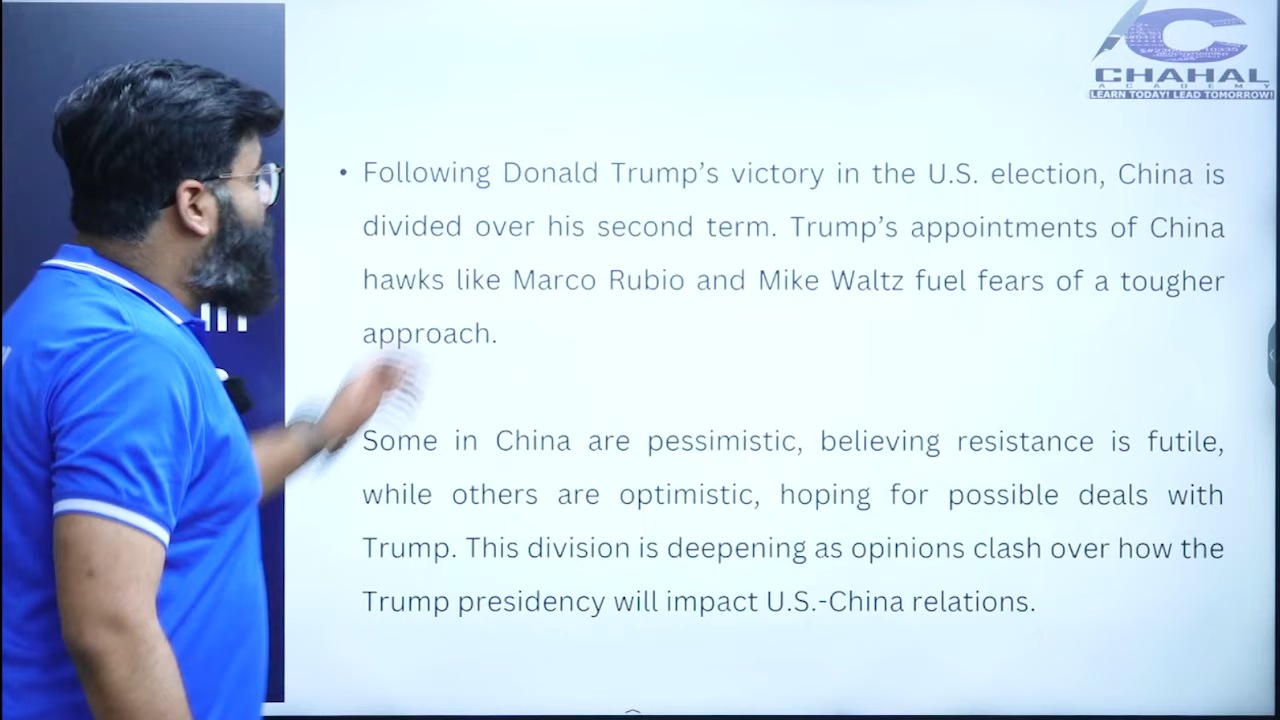 CHAHAL
ACADEMY
LEARN TODAY! LEAD TOMORROW!
• Following Donald Trump’s victory in the U.S. election, China is
divided over his second term. Trump’s appointments of China
hawks like Marco Rubio and Mike Waltz fuel fears of a tougher
approach.
Some in China are pessimistic, believing resistance is futile,
while others are optimistic, hoping for possible deals with
Trump. This division is deepening as opinions clash over how the
Trump presidency will impact U.S.-China relations.